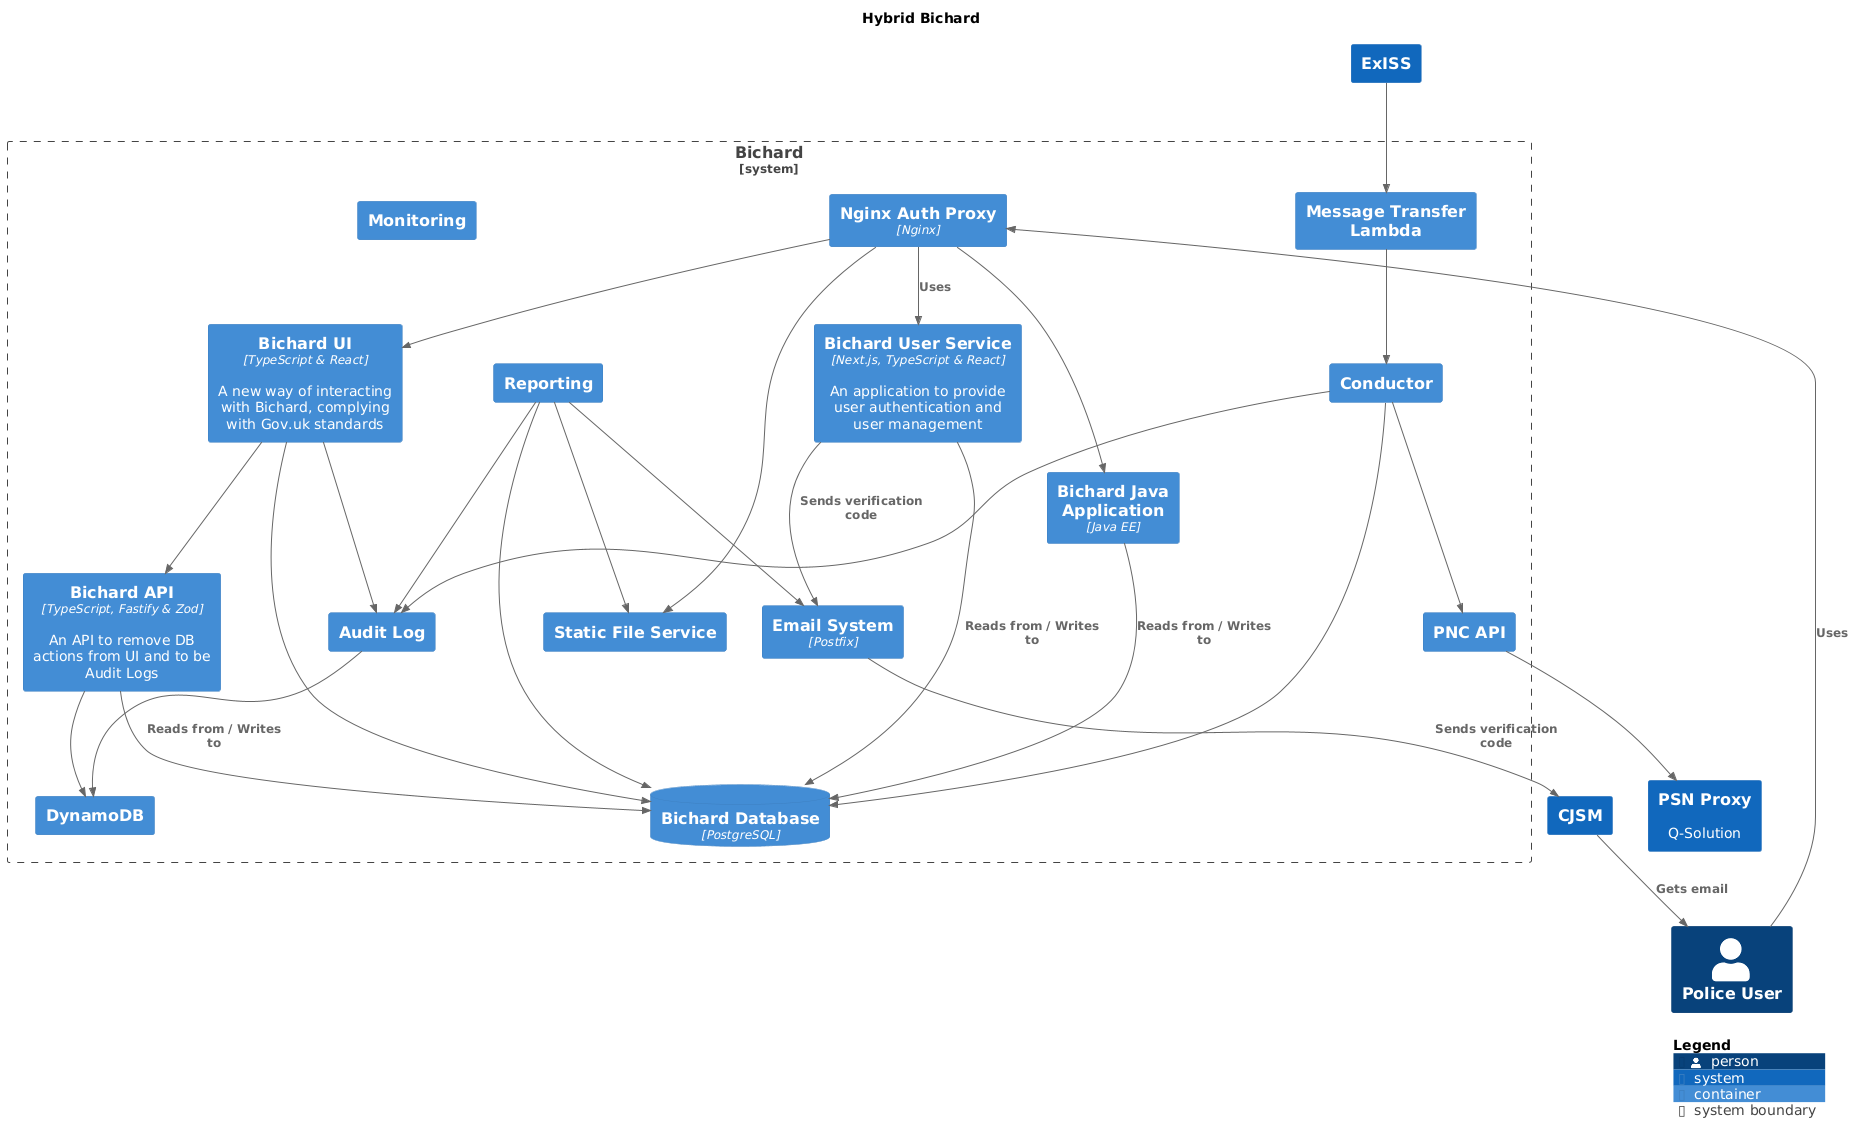 Hybrid Bichard
ExISS
Bichard
[system]
Monitoring
Nginx Auth Proxy
[Nginx]
Message Transfer
Lambda
Uses
Bichard UI
[TypeScript & React]
A new way of interacting
with Bichard, complying
with Gov.uk standards
Reporting
Bichard User Service
[Next.js, TypeScript & React]
An application to provide
user authentication and
user management
Conductor
Bichard Java
Application
[Java EE]
Sends verification
code
Bichard API
[TypeScript, Fastify & Zod]
An API to remove DB
actions from UI and to be
Audit Logs
Audit Log
Static File Service
Email System
[Postfix]
Reads from / Writes
to
Reads from / Writes
to
PNC API
Uses
Reads from / Writes
to
Sends verification
code
DynamoDB
Bichard Database
[PostgreSQL]
CJSM
PSN Proxy
Q-Solution
Gets email
Police User
Legend
person
system
container
system boundary